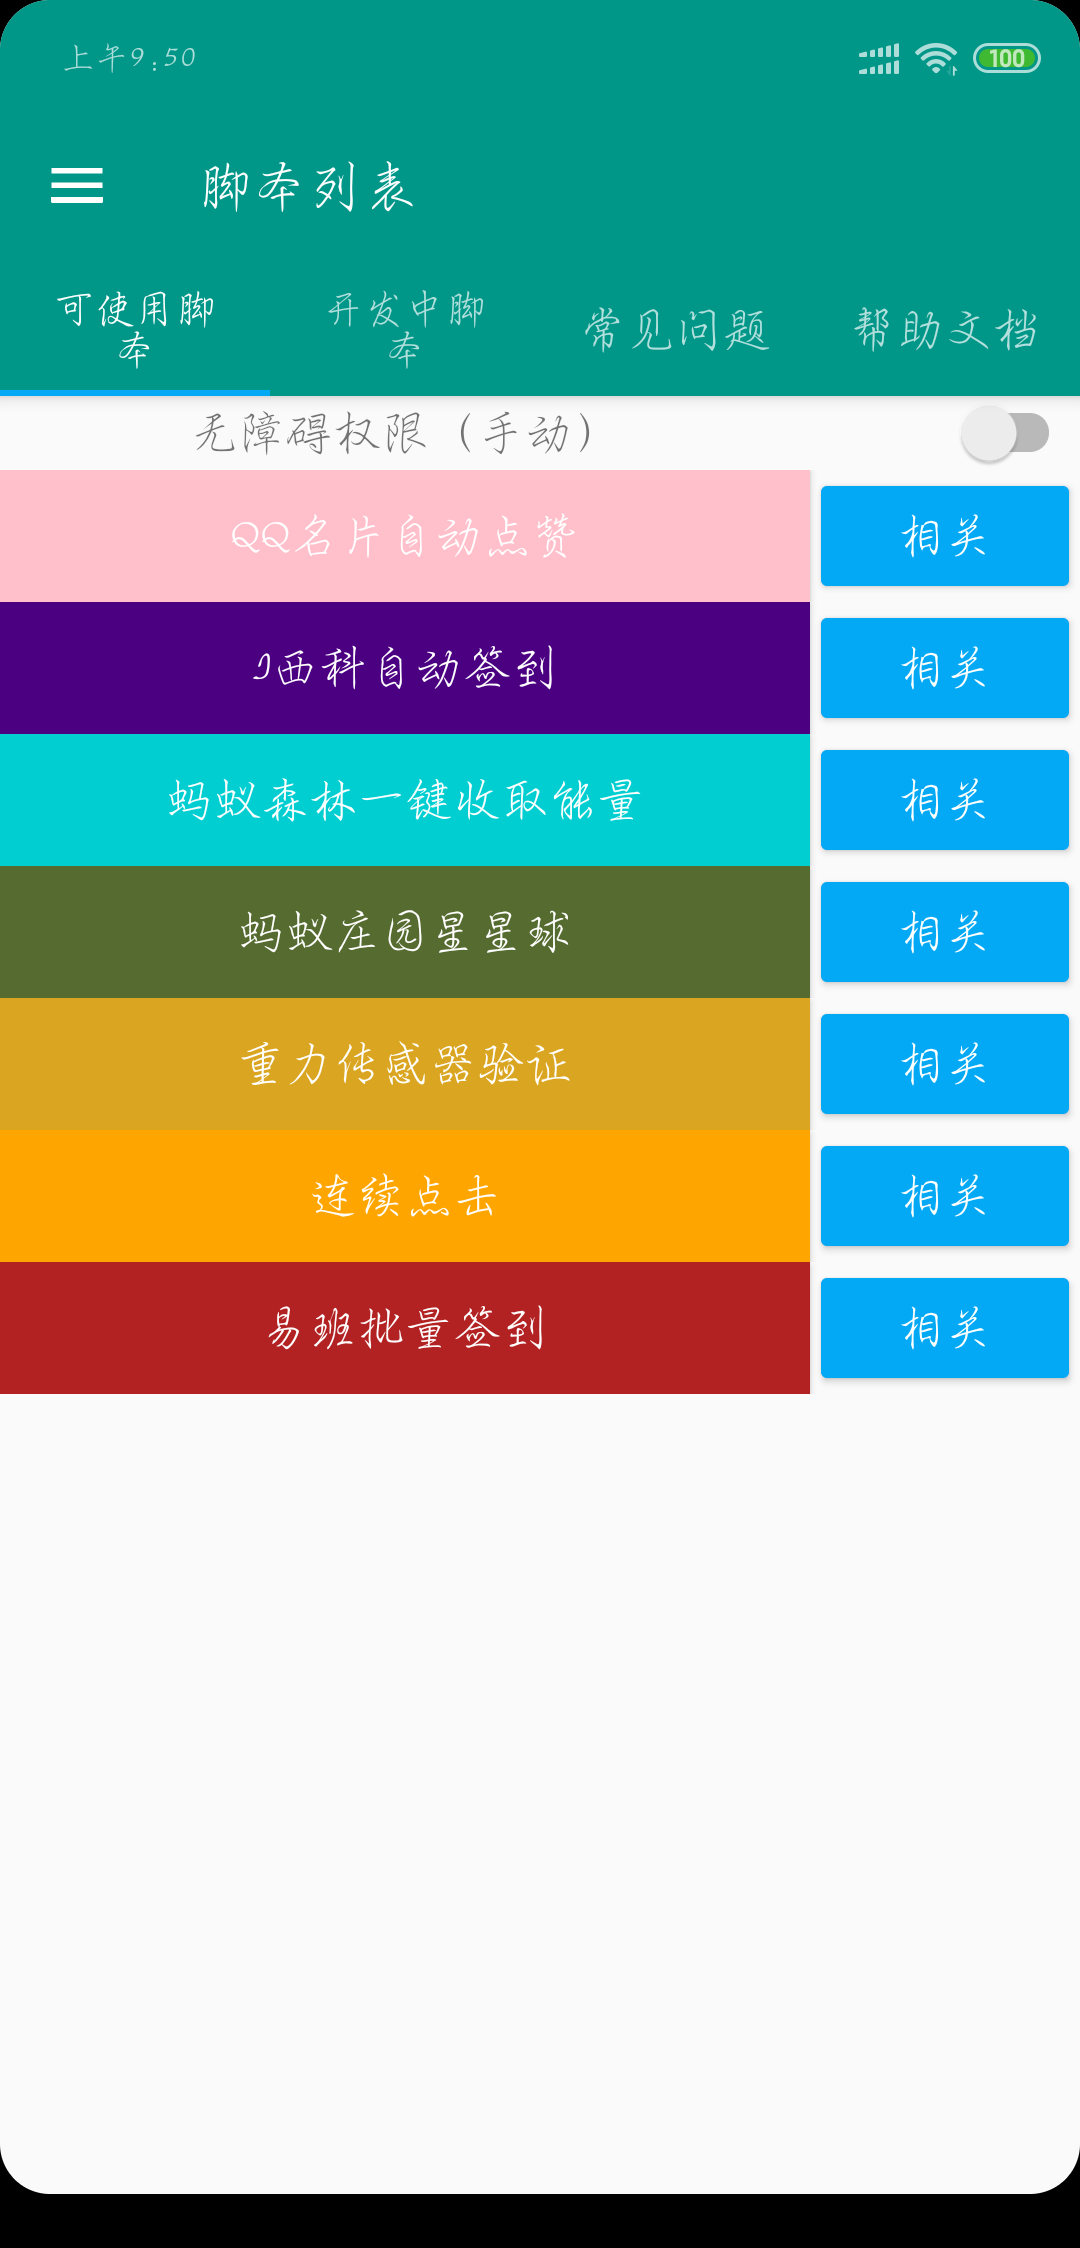 上午9:50
100
脚本列表
可使用脚
本
开发中脚
本
常见问题
帮助文档
无障碍权限（手动）
QQ名片自动点赞
相关
I西科自动签到
相关
蚂蚁森林一键收取能量
相关
蚂蚁庄园星星球
相关
重力传感器验证
相关
连续点击
相关
易班批量签到
相关